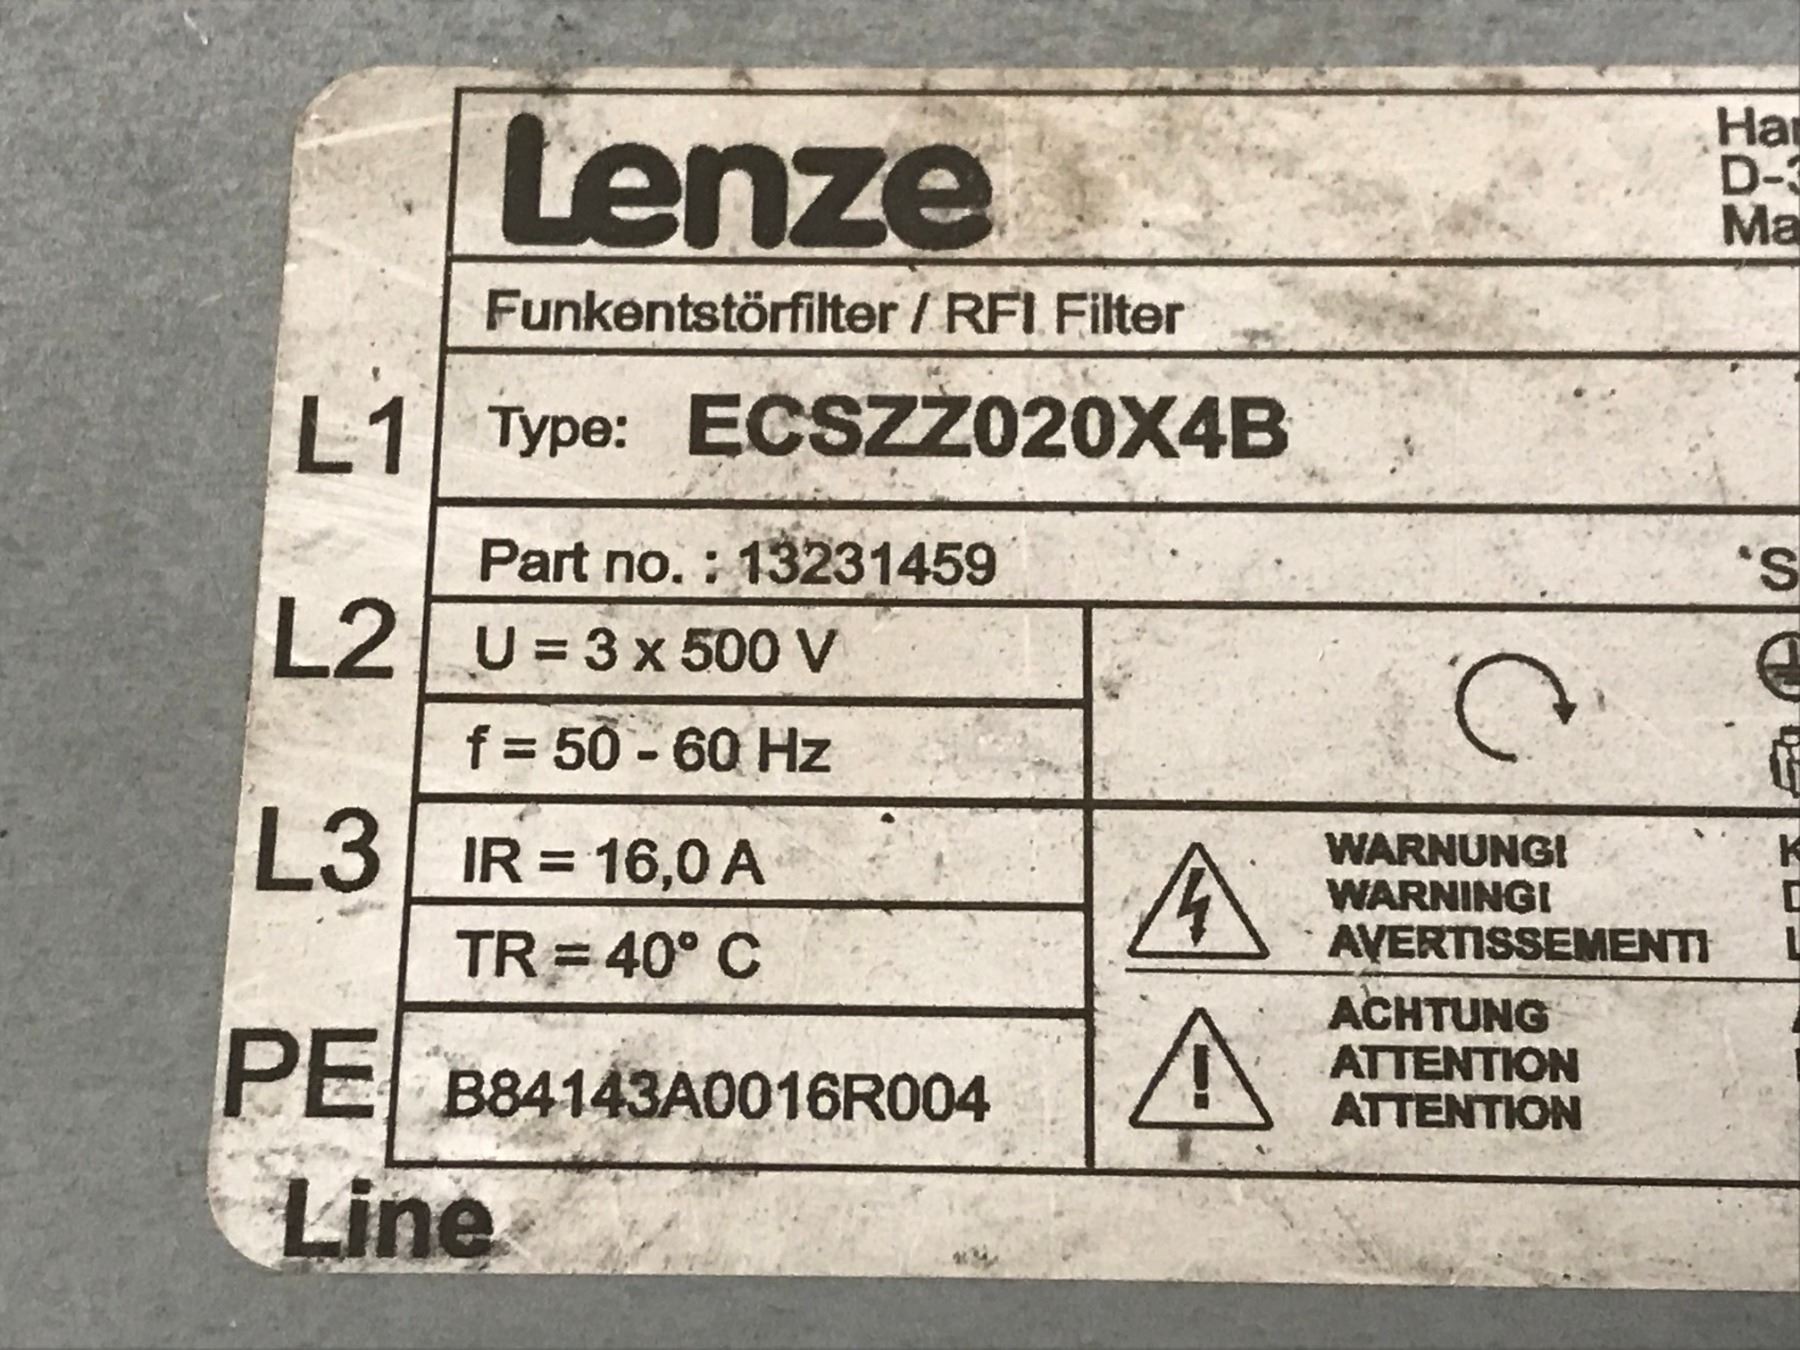 Lenze
Funkentstörfilter / RFI Filter
L1
Type: ECSZZ020X4B
Part no. : 13231459
L2
U = 3 x 500 V
f = 50 - 60 Hz
L3
IR = 16,0 A
TR = 40° C
WARNUNG!
WARNING!
AVERTISSEMENT!
ACHTUNG
ATTENTION
ATTENTION
PE
B84143A0016R004
Line